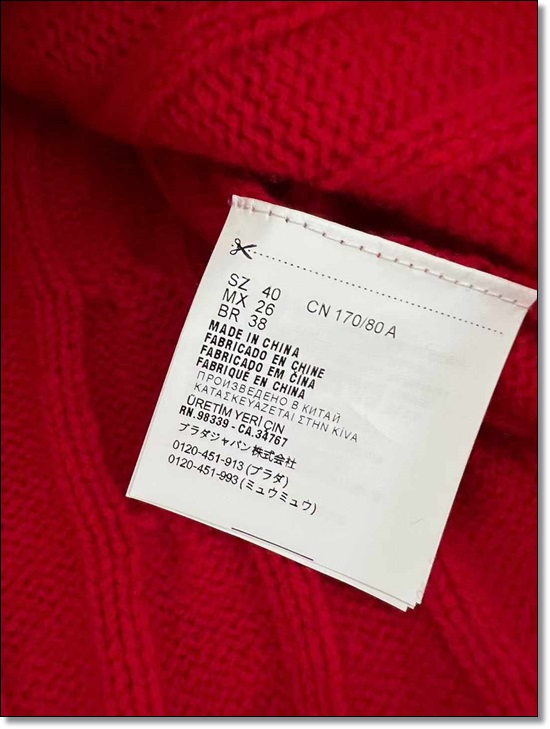 SZ 40
MX 26 CN 170/80 A
BR 38
MADE IN CHINA
FABRICADO EN CHINE
FABRICADO EM CINA
FABRIQUÉ EN CHINA
ПРОИЗВЕДЕНО В КИТАЙ
ΚΑΤΑΣΚΕΥΑΖΕΤΑΙ ΣΤΗΝ ΚΙΝΑ
ÜRETİM YERİ ÇIN
RN.98339 - CA.34767
プラダジャパン株式会社
0120-451-913 (プラダ)
0120-451-993 (ミュウミュウ)